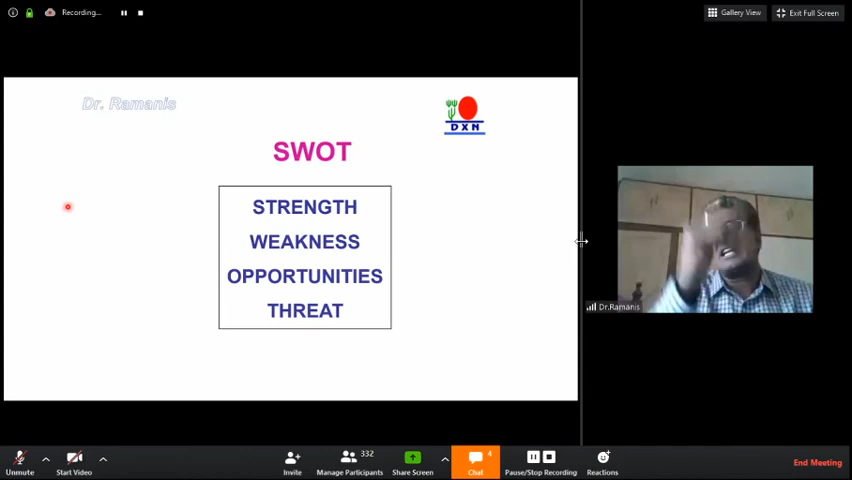 Recording...
Gallery View
Exit Full Screen
Dr. Ramanis
DXN
SWOT
STRENGTH
WEAKNESS
OPPORTUNITIES
THREAT
Dr.Ramanis
Unmute
Start Video
Invite
332
Manage Participants
Share Screen
4
Chat
Pause/Stop Recording
Reactions
End Meeting